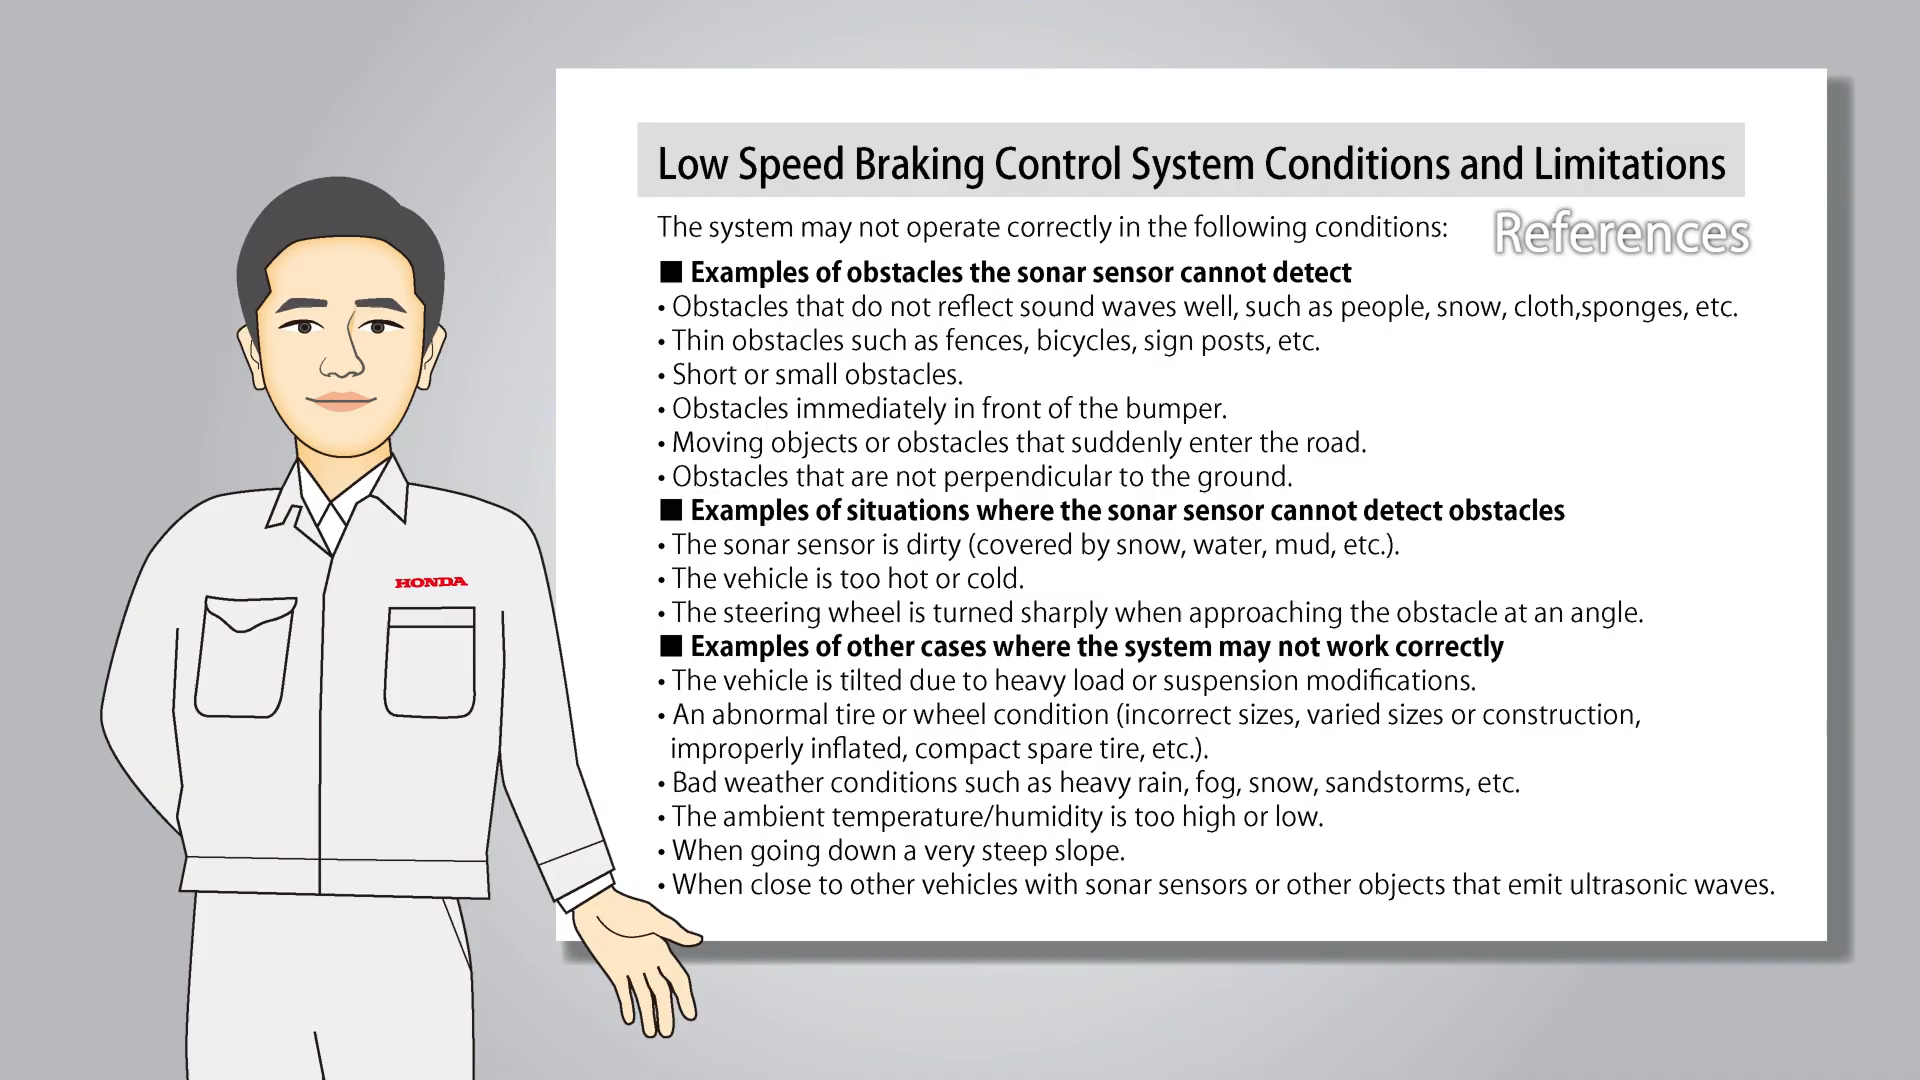 Low Speed Braking Control System Conditions and Limitations
The system may not operate correctly in the following conditions:
References
■ Examples of obstacles the sonar sensor cannot detect
• Obstacles that do not reflect sound waves well, such as people, snow, cloth,sponges, etc.
• Thin obstacles such as fences, bicycles, sign posts, etc.
• Short or small obstacles.
• Obstacles immediately in front of the bumper.
• Moving objects or obstacles that suddenly enter the road.
• Obstacles that are not perpendicular to the ground.
■ Examples of situations where the sonar sensor cannot detect obstacles
• The sonar sensor is dirty (covered by snow, water, mud, etc.).
• The vehicle is too hot or cold.
• The steering wheel is turned sharply when approaching the obstacle at an angle.
■ Examples of other cases where the system may not work correctly
• The vehicle is tilted due to heavy load or suspension modifications.
• An abnormal tire or wheel condition (incorrect sizes, varied sizes or construction,
improperly inflated, compact spare tire, etc.).
• Bad weather conditions such as heavy rain, fog, snow, sandstorms, etc.
• The ambient temperature/humidity is too high or low.
• When going down a very steep slope.
• When close to other vehicles with sonar sensors or other objects that emit ultrasonic waves.
HONDA